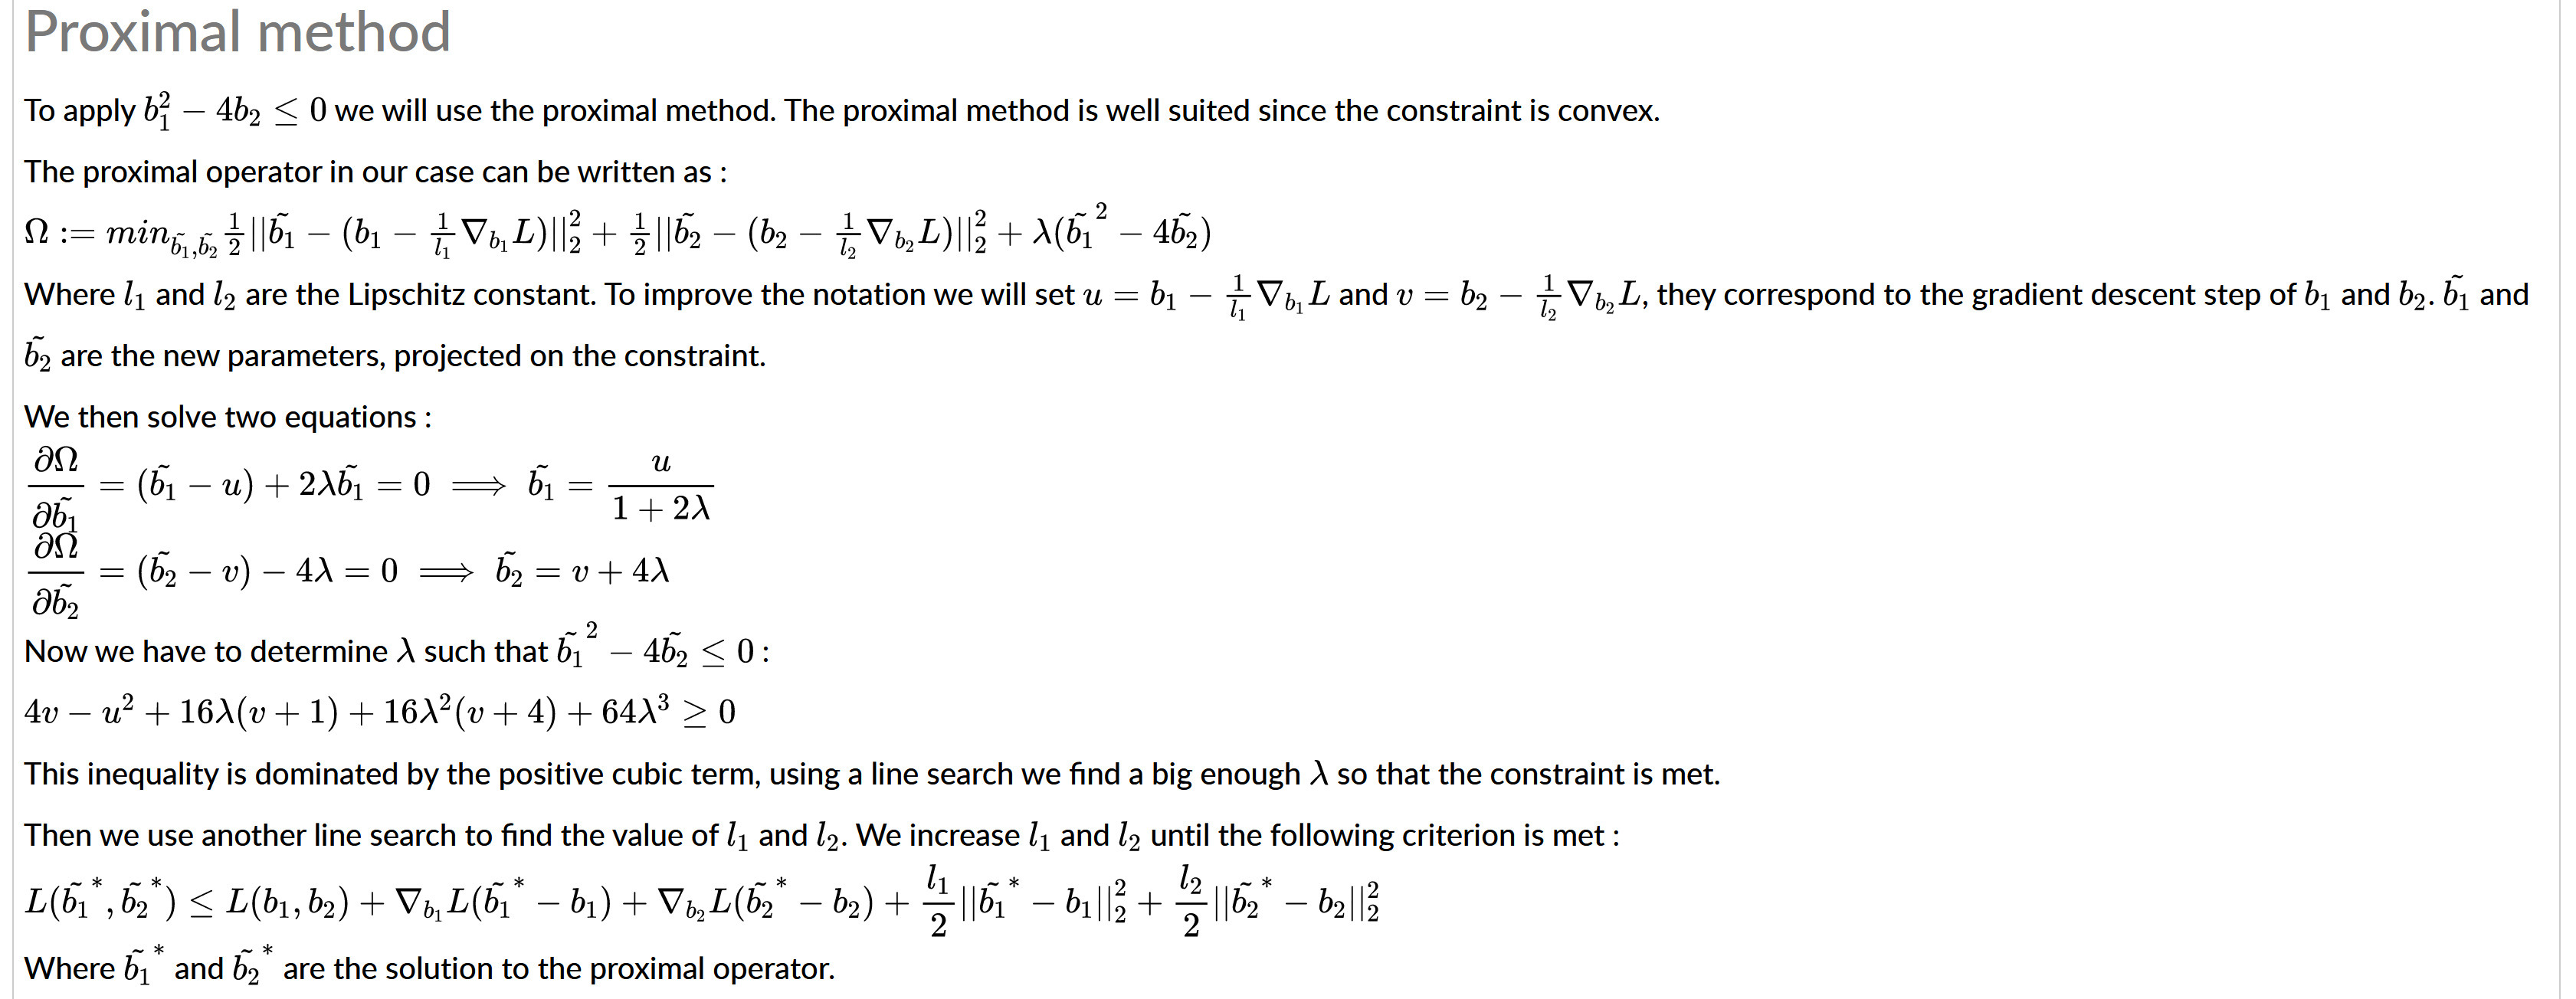 Proximal method
To apply $b_1^2 - 4b_2 \leq 0$ we will use the proximal method. The proximal method is well suited since the constraint is convex.
The proximal operator in our case can be written as :
$\Omega := min_{\tilde{b_1},\tilde{b_2}} \frac{1}{2}||\tilde{b_1} - (b_1 - \frac{1}{l_1}\nabla_{b_1}L)||_2^2 + \frac{1}{2}||\tilde{b_2} - (b_2 - \frac{1}{l_2}\nabla_{b_2}L)||_2^2 + \lambda(\tilde{b_1}^2 - 4\tilde{b_2})$
Where $l_1$ and $l_2$ are the Lipschitz constant. To improve the notation we will set $u = b_1 - \frac{1}{l_1}\nabla_{b_1}L$ and $v = b_2 - \frac{1}{l_2}\nabla_{b_2}L$, they correspond to the gradient descent step of $b_1$ and $b_2$. $\tilde{b_1}$ and
$\tilde{b_2}$ are the new parameters, projected on the constraint.
We then solve two equations :
$\frac{\partial\Omega}{\partial\tilde{b_1}} = (\tilde{b_1} - u) + 2\lambda\tilde{b_1} = 0 \implies \tilde{b_1} = \frac{u}{1 + 2\lambda}$
$\frac{\partial\Omega}{\partial\tilde{b_2}} = (\tilde{b_2} - v) - 4\lambda = 0 \implies \tilde{b_2} = v + 4\lambda$
Now we have to determine $\lambda$ such that $\tilde{b_1}^2 - 4\tilde{b_2} \leq 0$ :
$4v - u^2 + 16\lambda(v + 1) + 16\lambda^2(v + 4) + 64\lambda^3 \geq 0$
This inequality is dominated by the positive cubic term, using a line search we find a big enough $\lambda$ so that the constraint is met.
Then we use another line search to find the value of $l_1$ and $l_2$. We increase $l_1$ and $l_2$ until the following criterion is met :
$L(\tilde{b_1}^*, \tilde{b_2}^*) \leq L(b_1, b_2) + \nabla_{b_1}L(\tilde{b_1}^* - b_1) + \nabla_{b_2}L(\tilde{b_2}^* - b_2) + \frac{l_1}{2}||\tilde{b_1}^* - b_1||_2^2 + \frac{l_2}{2}||\tilde{b_2}^* - b_2||_2^2$
Where $\tilde{b_1}^*$ and $\tilde{b_2}^*$ are the solution to the proximal operator.